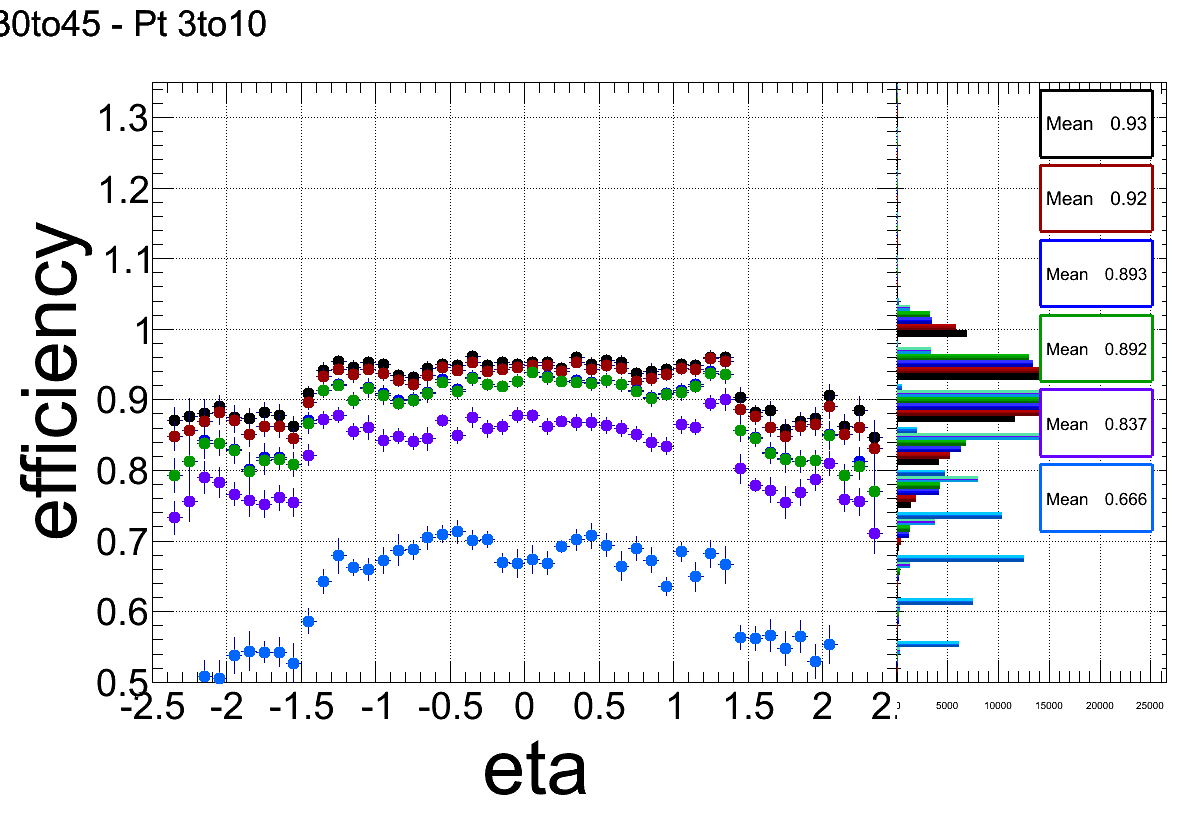 30to45 - Pt 3to10
efficiency
1.3
1.2
1.1
1
0.9
0.8
0.7
0.6
0.5
-2.5 -2 -1.5 -1 -0.5 0 0.5 1 1.5 2 2.
eta
5000 10000 15000 20000 25000
Mean 0.93
Mean 0.92
Mean 0.893
Mean 0.892
Mean 0.837
Mean 0.666